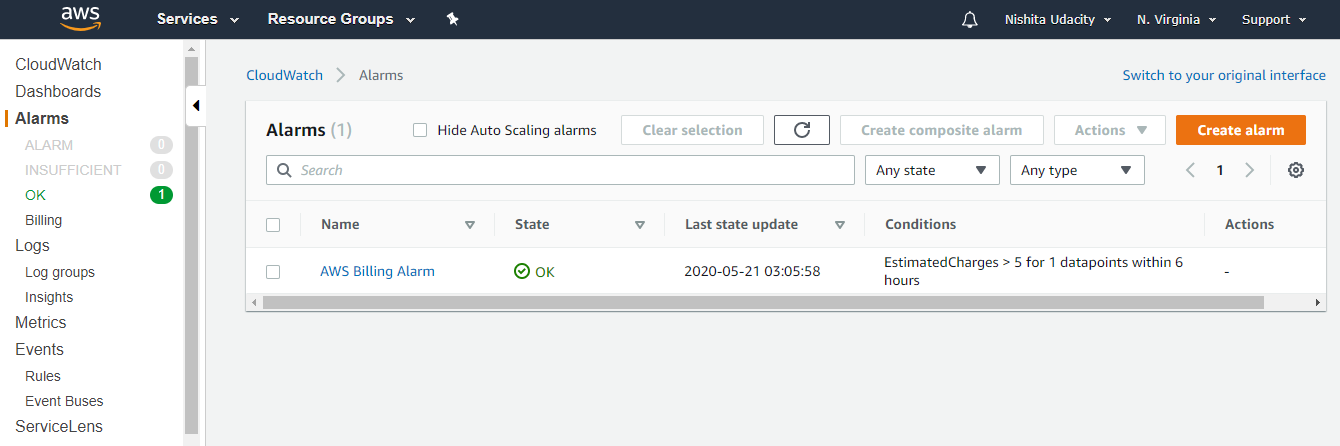 aws
Services
Resource Groups
Nishita Udacity
N. Virginia
Support
CloudWatch
Dashboards
Alarms
ALARM 0
INSUFFICIENT 0
OK 1
Billing
Logs
Log groups
Insights
Metrics
Events
Rules
Event Buses
ServiceLens
CloudWatch > Alarms
Switch to your original interface
Alarms (1)
Hide Auto Scaling alarms
Clear selection
Create composite alarm
Actions
Create alarm
Search
Any state
Any type
1
Name
State
Last state update
Conditions
Actions
AWS Billing Alarm
OK
2020-05-21 03:05:58
EstimatedCharges > 5 for 1 datapoints within 6
hours
-